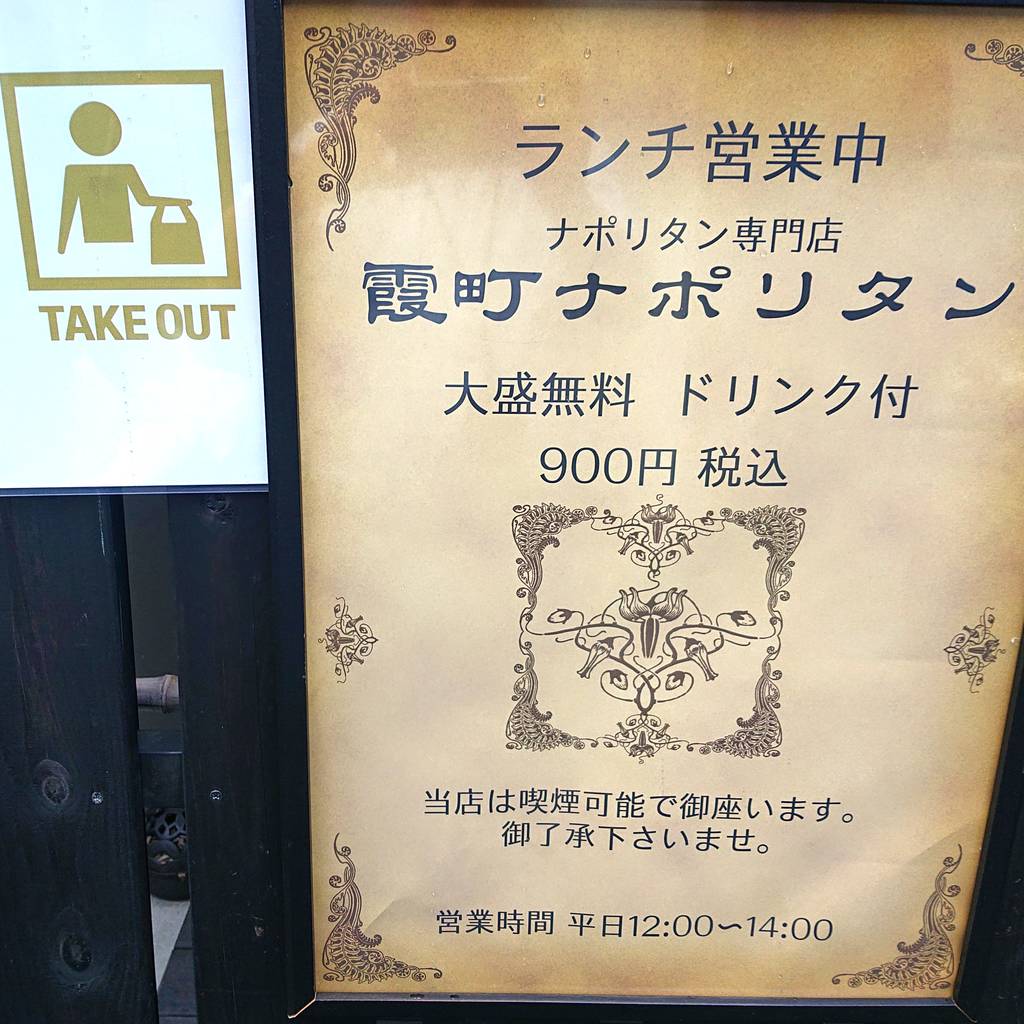 TAKE OUT
ランチ営業中
ナポリタン専門店
霞町ナポリタン
大盛無料 ドリンク付
900円 税込
当店は喫煙可能で御座います。
御了承下さいませ。
営業時間 平日12:00〜14:00